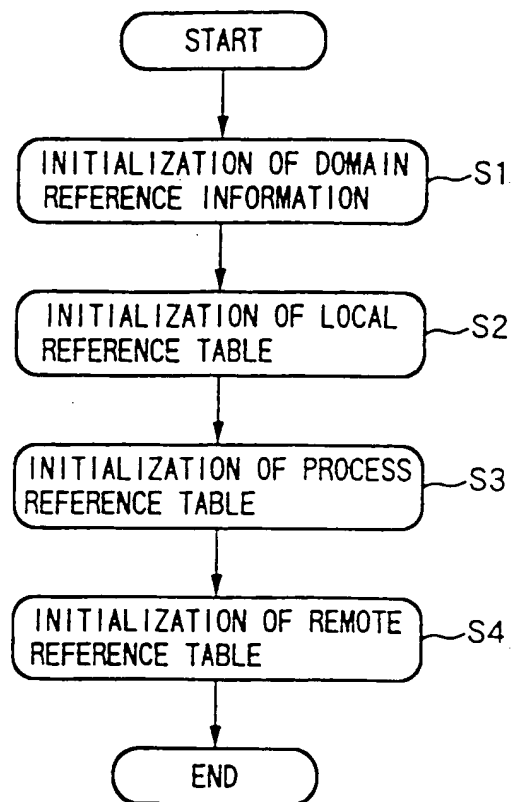 START
INITIALIZATION OF DOMAIN
REFERENCE INFORMATION
S1
INITIALIZATION OF LOCAL
REFERENCE TABLE
S2
INITIALIZATION OF PROCESS
REFERENCE TABLE
S3
INITIALIZATION OF REMOTE
REFERENCE TABLE
S4
END